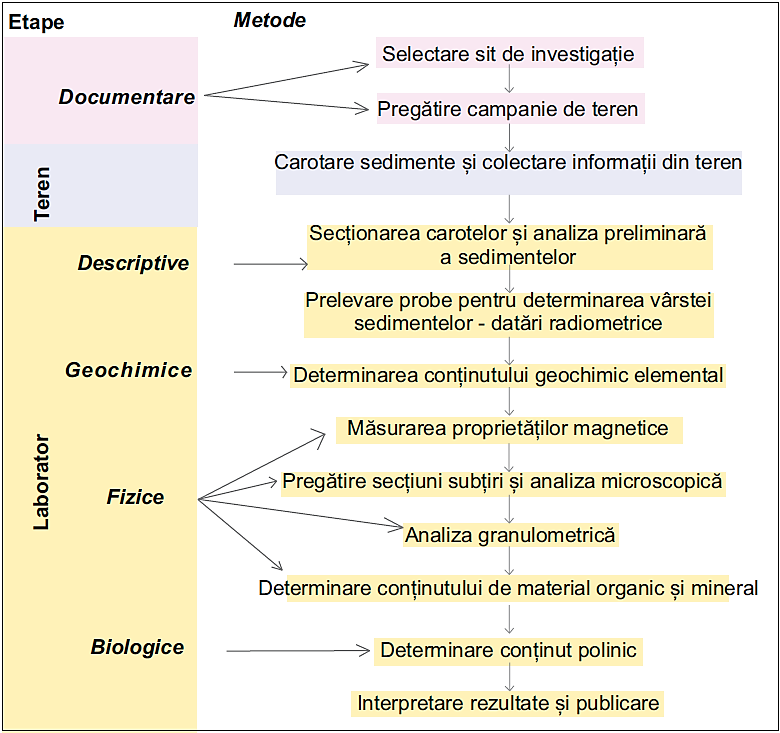 Etape
Metode
Documentare
Selectare sit de investigație
Pregătire campanie de teren
Teren
Carotare sedimente și colectare informații din teren
Laborator
Descriptive
Secționarea carotelor și analiza preliminară
a sedimentelor
Prelevare probe pentru determinarea vârstei
sedimentelor - datări radiometrice
Geochimice
Determinarea conținutului geochimic elemental
Fizice
Măsurarea proprietăților magnetice
Pregătire secțiuni subțiri și analiza microscopică
Analiza granulometrică
Determinare conținutului de material organic și mineral
Biologice
Determinare conținut polinic
Interpretare rezultate și publicare